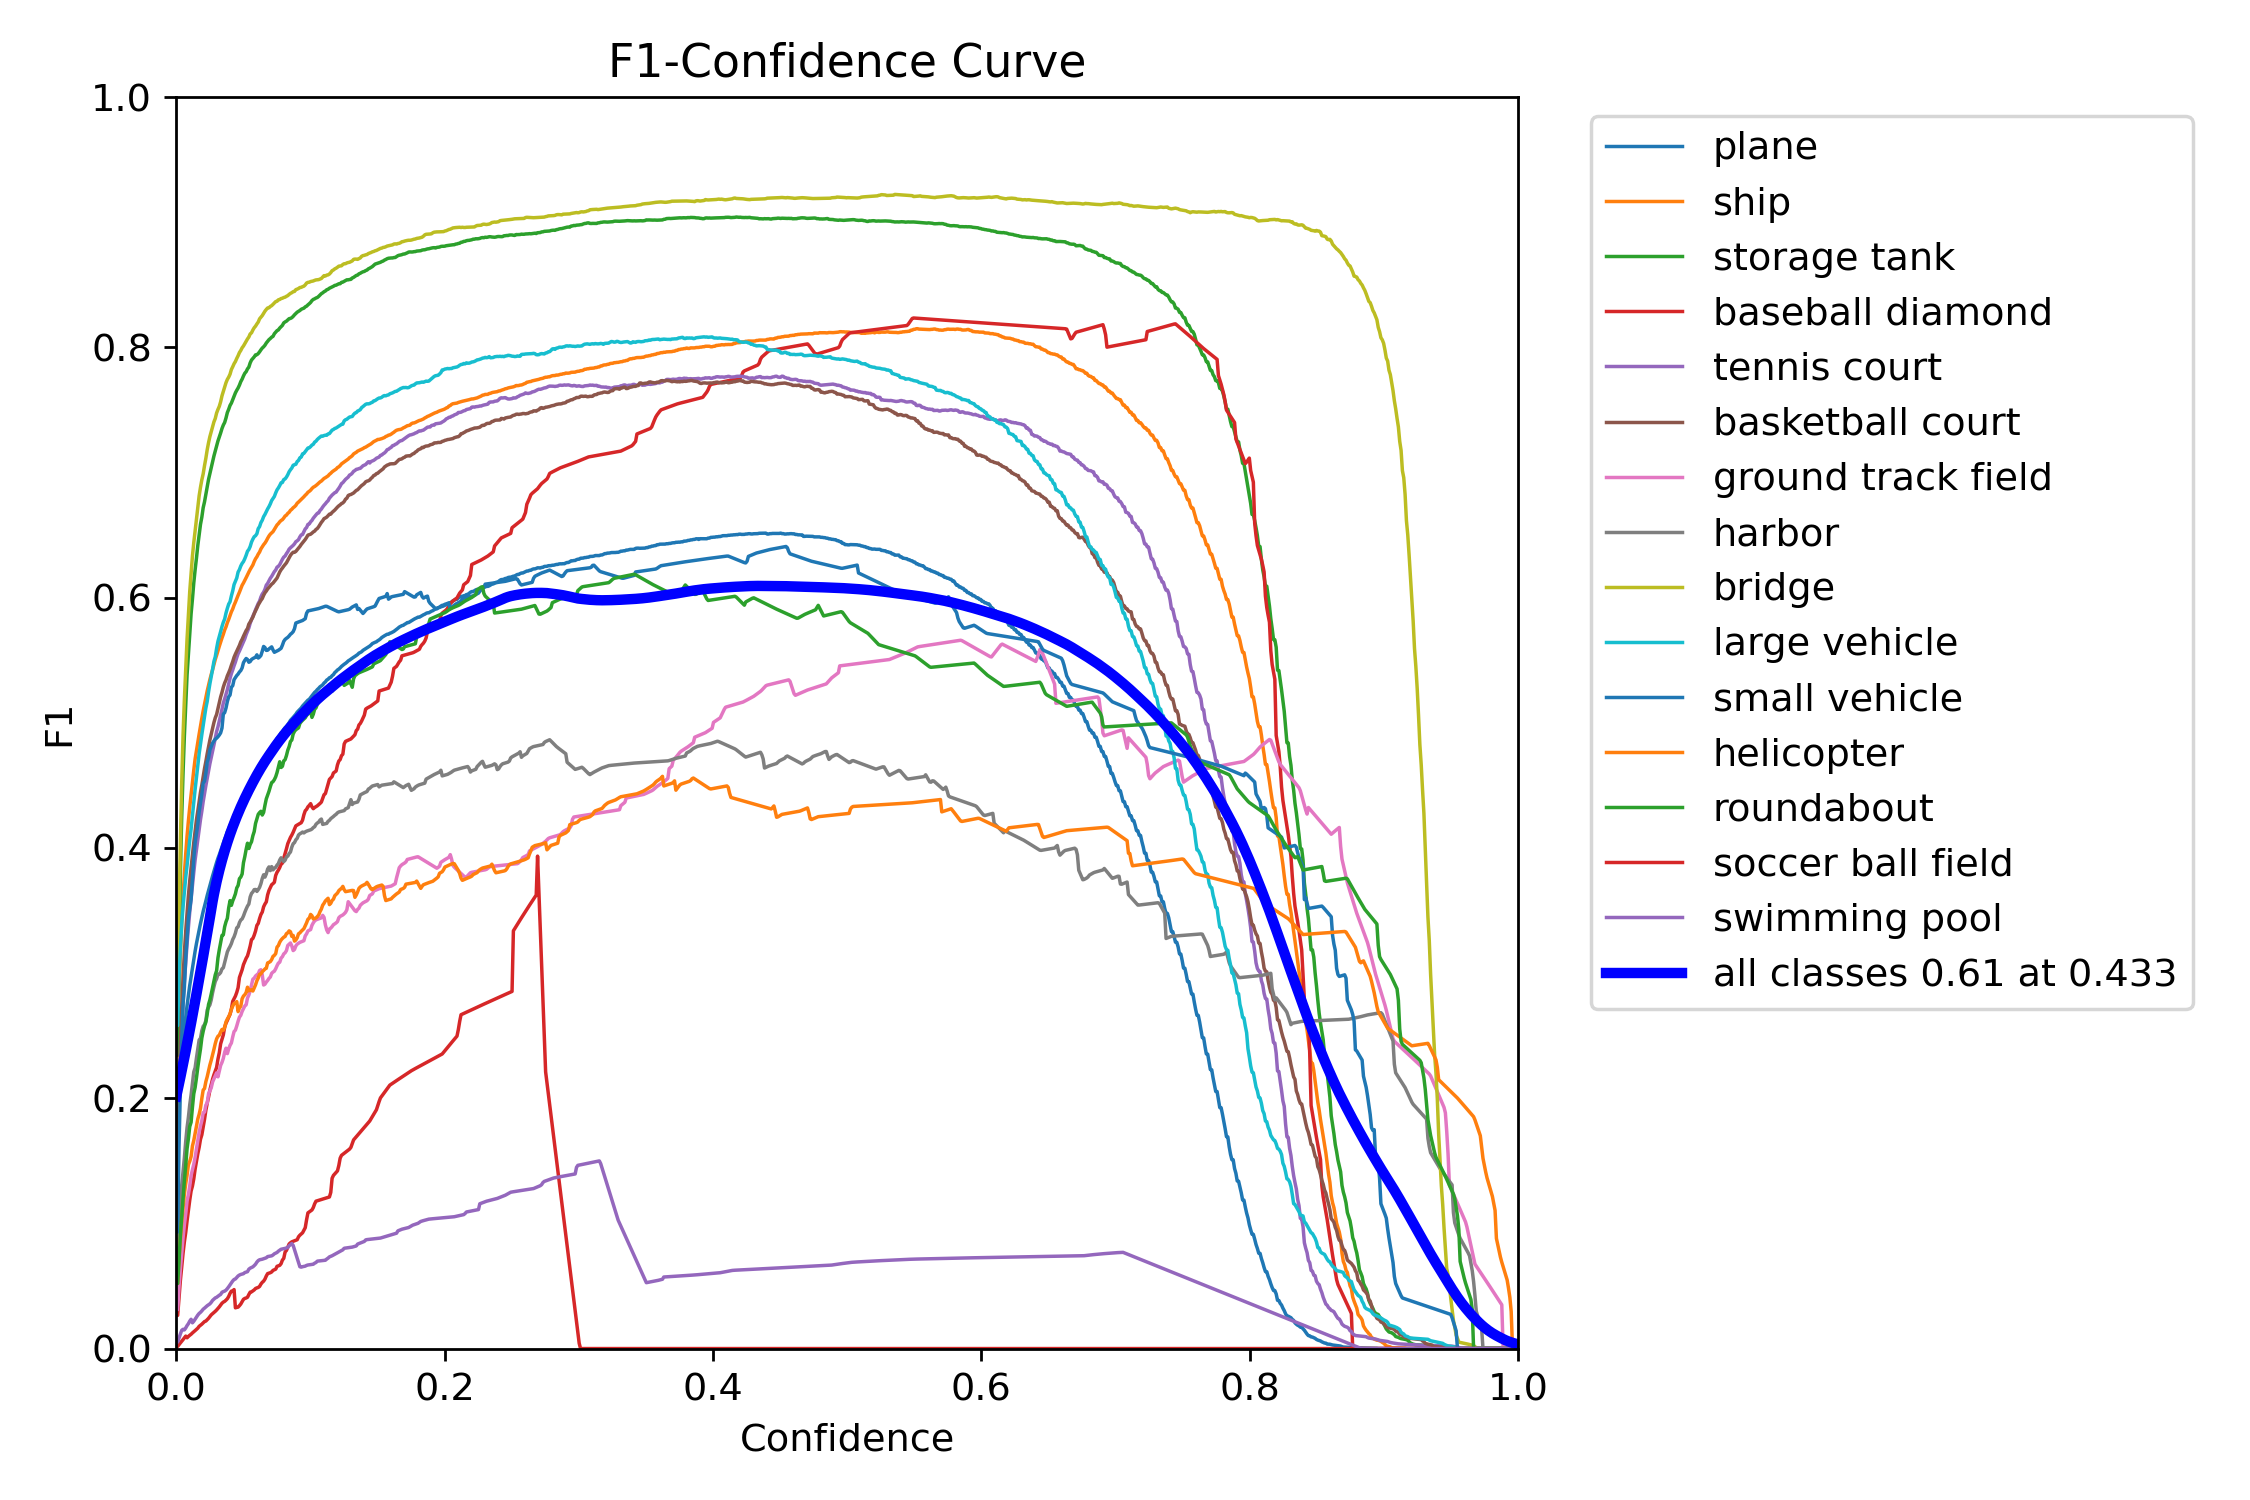 F1-Confidence Curve
1.0
0.8
0.6
0.4
0.2
0.0
F1
0.0 0.2 0.4 0.6 0.8 1.0
Confidence
plane
ship
storage tank
baseball diamond
tennis court
basketball court
ground track field
harbor
bridge
large vehicle
small vehicle
helicopter
roundabout
soccer ball field
swimming pool
all classes 0.61 at 0.433